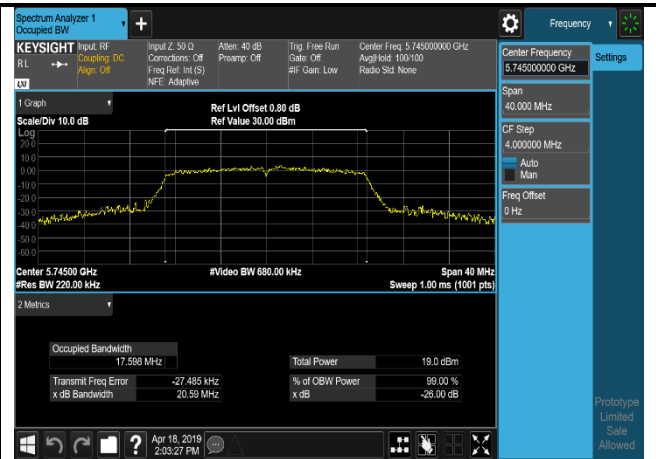 Spectrum Analyzer 1
Occupied BW
Frequency
KEYSIGHT
RL
LXI
Input: RF
Coupling: DC
Align: Off
Input Z: 50 Ω
Corrections: Off
Freq Ref: Int (S)
NFE: Adaptive
Atten: 40 dB
Preamp: Off
Trig: Free Run
Gate: Off
#IF Gain: Low
Center Freq: 5.745000000 GHz
Avg|Hold: 100/100
Radio Std: None
Center Frequency
5.745000000 GHz
Settings
Span
40.000 MHz
CF Step
4.000000 MHz
Auto
Man
Freq Offset
0 Hz
1 Graph
Scale/Div 10.0 dB
Ref Lvl Offset 0.80 dB
Ref Value 30.00 dBm
Log
20.0
10.0
0.00
-10.0
-20.0
-30.0
-40.0
-50.0
-60.0
Center 5.74500 GHz
#Video BW 680.00 kHz
Span 40 MHz
#Res BW 220.00 kHz
Sweep 1.00 ms (1001 pts)
2 Metrics
Occupied Bandwidth
17.598 MHz
Total Power 19.0 dBm
Transmit Freq Error -27.485 kHz
% of OBW Power 99.00 %
x dB Bandwidth 20.59 MHz
x dB -26.00 dB
Prototype
Limited
Sale
Allowed
?
Apr 18, 2019
2:03:27 PM